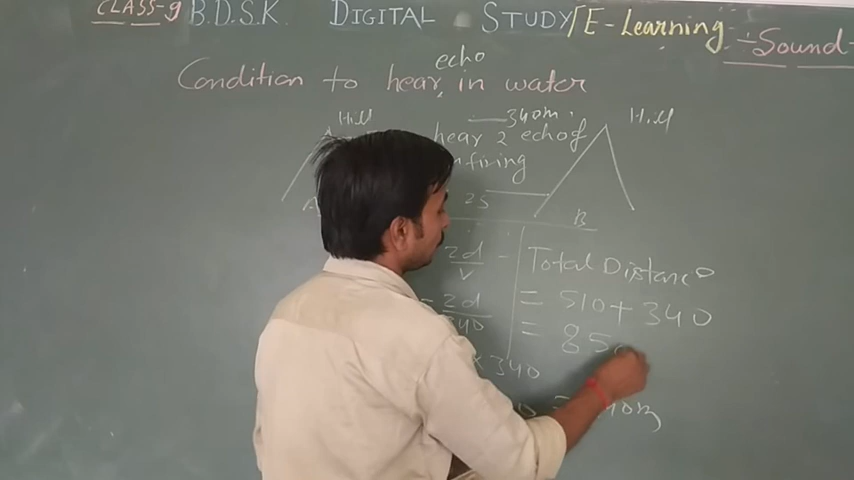 CLASS-9 B.D.S.K. DIGITAL STUDY/E-Learning
÷Sound÷
Condition to hear echo in water
Hill
340m
Hill
hear 2 echo of
firing
2S
B
2d/v
Total Distance
2d/340
= 510+340
= 85
× 340